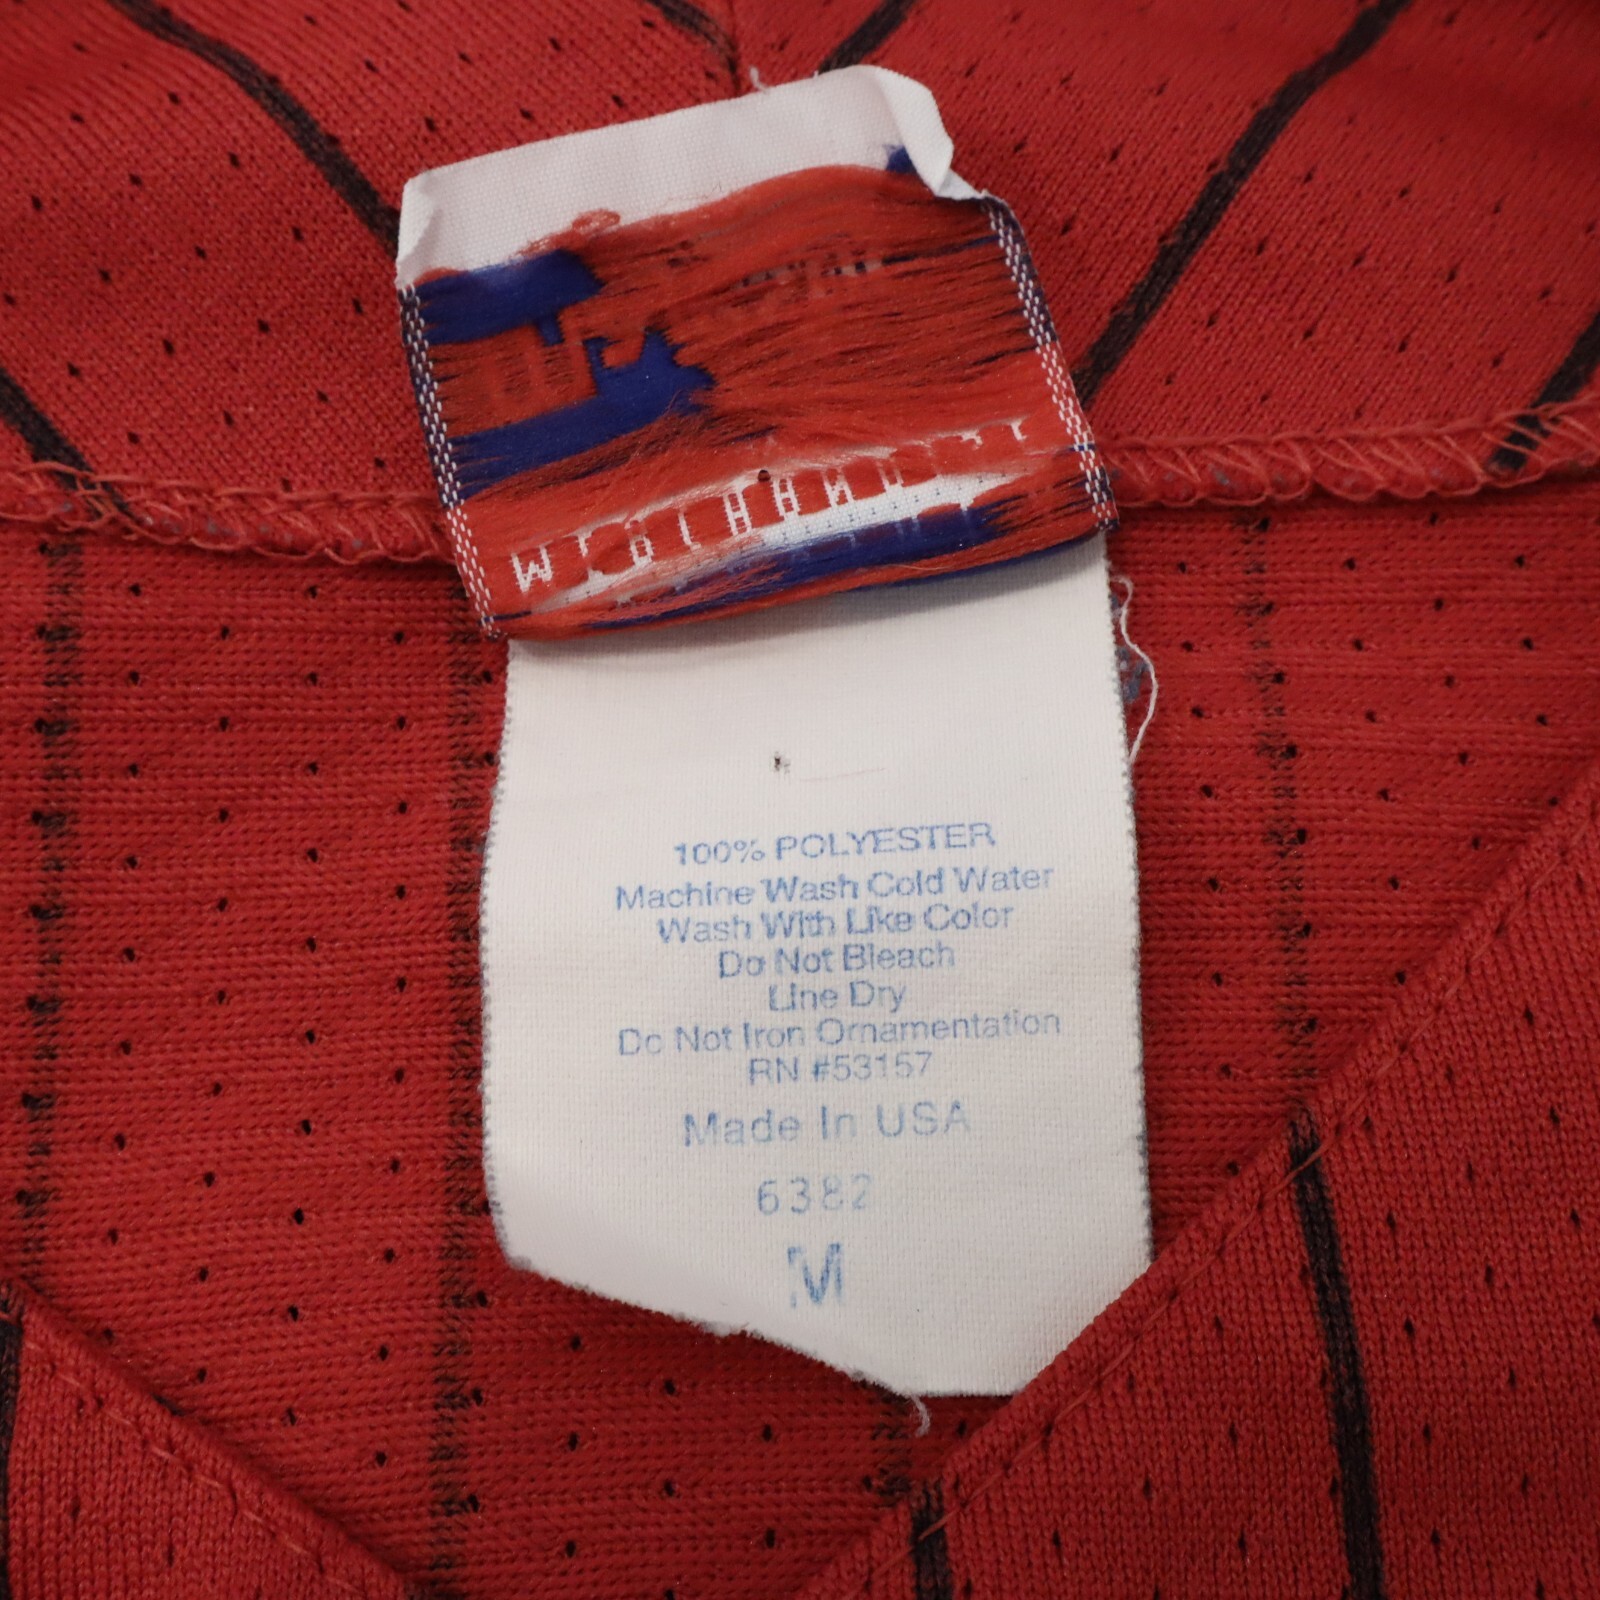 100% POLYESTER
Machine Wash Cold Water
Wash With Like Color
Do Not Bleach
Line Dry
Do Not Iron Ornamentation
RN #53157
Made In USA
6382
M